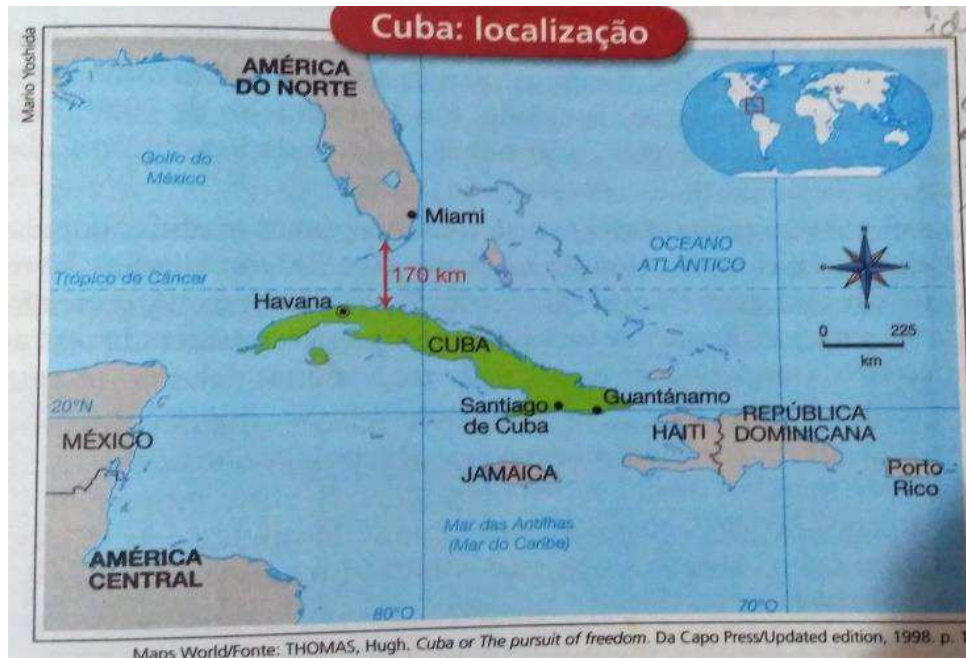 Cuba: localização
Mario Yoshida
AMÉRICA
DO NORTE
Golfo do
México
Miami
OCEANO
ATLÂNTICO
170 km
Trópico de Câncer
Havana
0 225
km
CUBA
20°N
Guantánamo
Santiago
de Cuba
MÉXICO
HAITI
REPÚBLICA
DOMINICANA
JAMAICA
Porto
Rico
Mar das Antilhas
(Mar do Caribe)
AMÉRICA
CENTRAL
80°O
70°O
Maps World/Fonte: THOMAS, Hugh. Cuba or The pursuit of freedom. Da Capo Press/Updated edition, 1998. p. 1